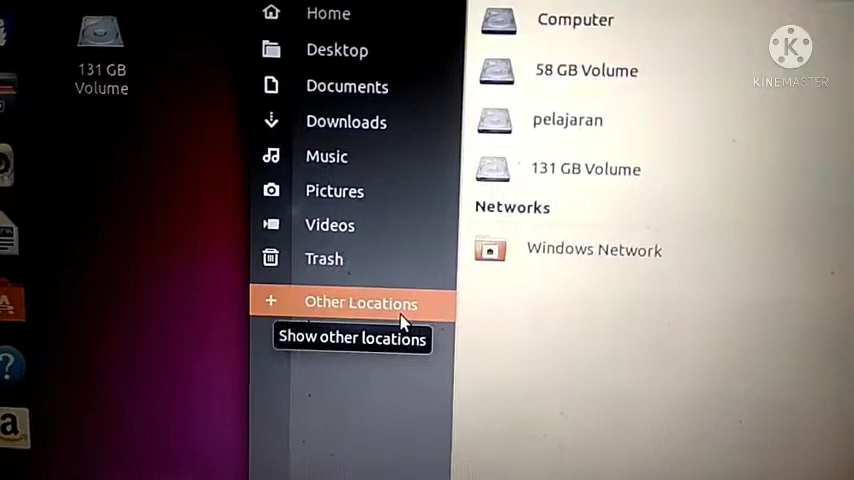 131 GB
Volume
Home
Desktop
Documents
Downloads
Music
Pictures
Videos
Trash
Other Locations
Show other locations
Computer
58 GB Volume
pelajaran
131 GB Volume
Networks
Windows Network
K
KINEMASTER
?
a